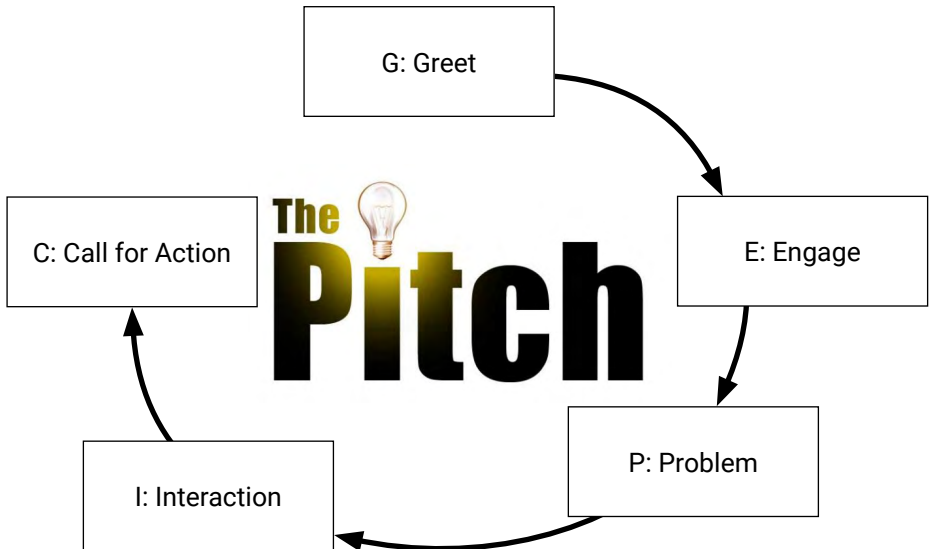 G: Greet
The
Pitch
C: Call for Action
E: Engage
P: Problem
I: Interaction